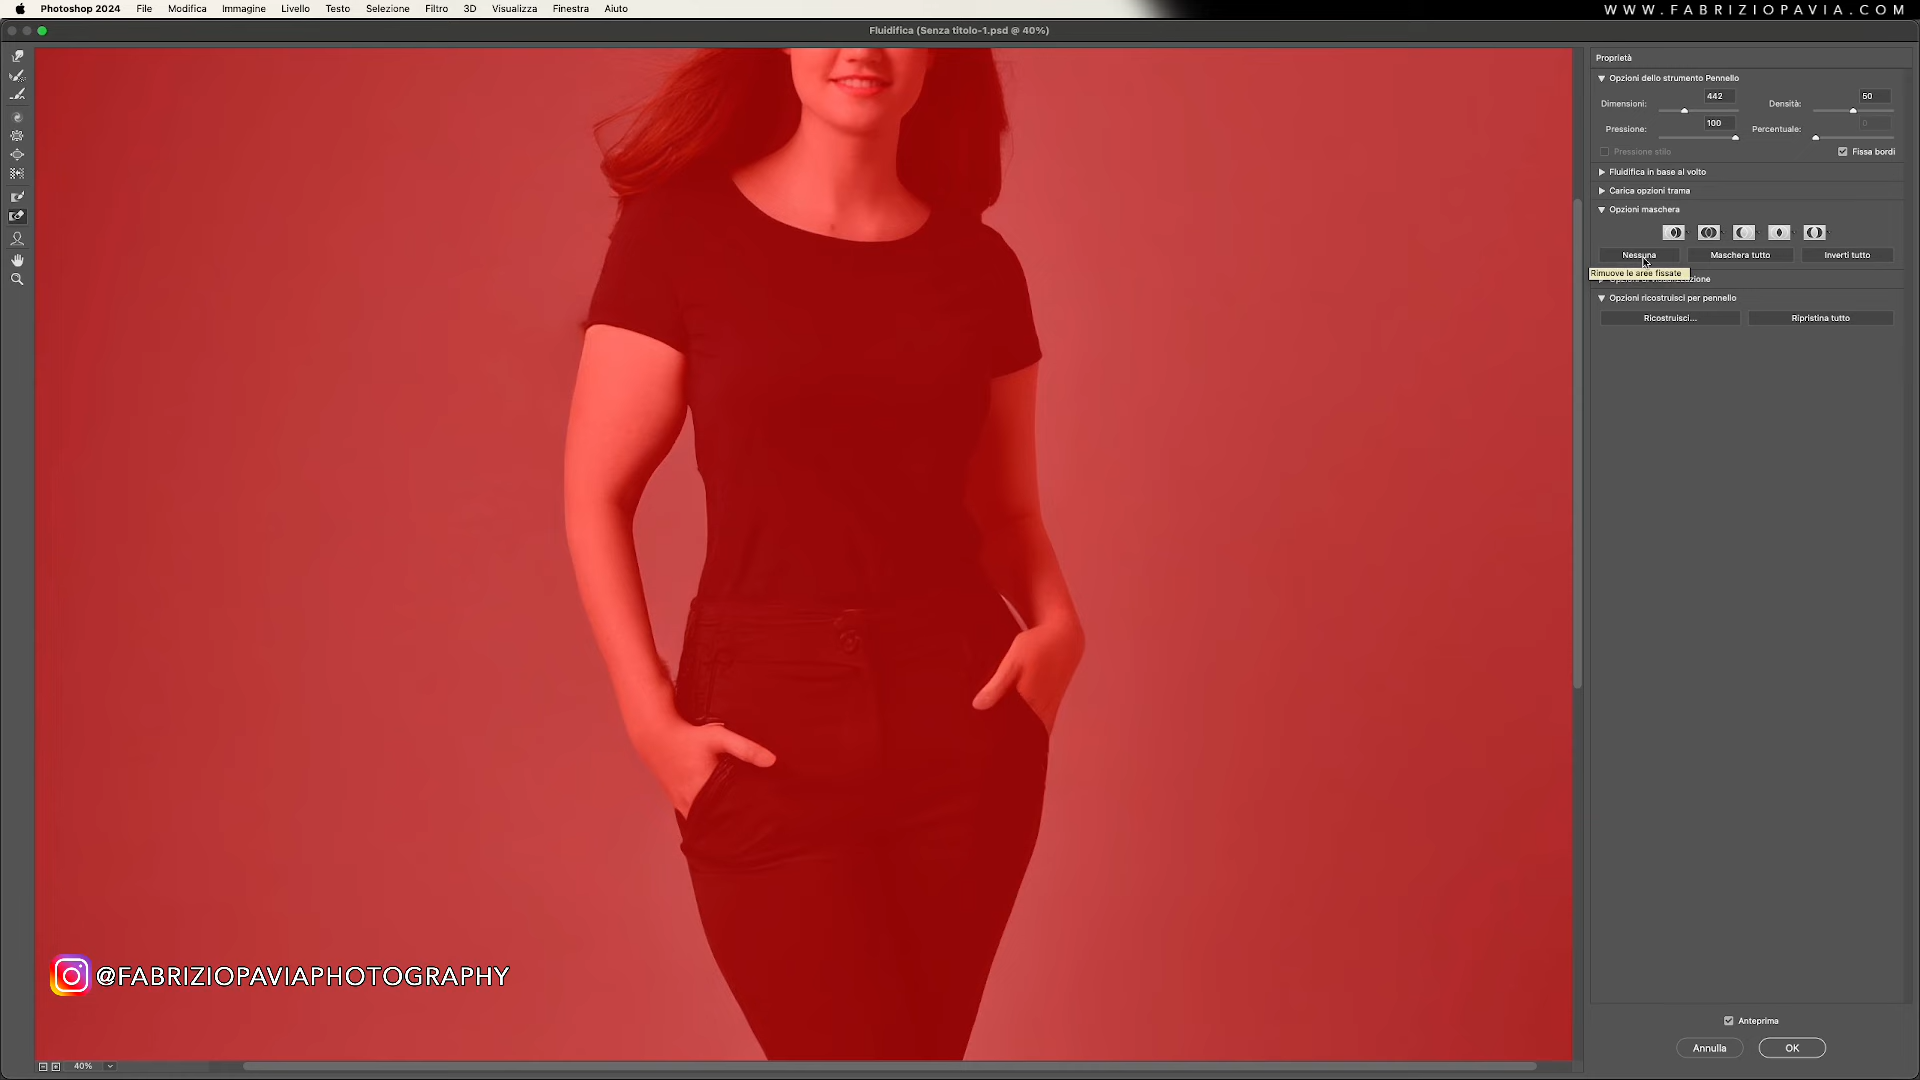 Photoshop 2024 File Modifica Immagine Livello Testo Selezione Filtro 3D Visualizza Finestra Aiuto
WWW.FABRIZIOPAVIA.COM
Fluidifica (Senza titolo-1.psd @ 40%)
Proprietà
Opzioni dello strumento Pennello
Dimensioni: 442 Densità: 50
Pressione: 100 Percentuale: 0
Pressione stilo Fissa bordi
Fluidifica in base al volto
Carica opzioni trama
Opzioni maschera
Nessuna Maschera tutto Inverti tutto
Rimuove le aree fissate
Opzioni ricostruisci per pennello
Ricostruisci... Ripristina tutto
@FABRIZIOPAVIAPHOTOGRAPHY
Anteprima
Annulla OK
40%